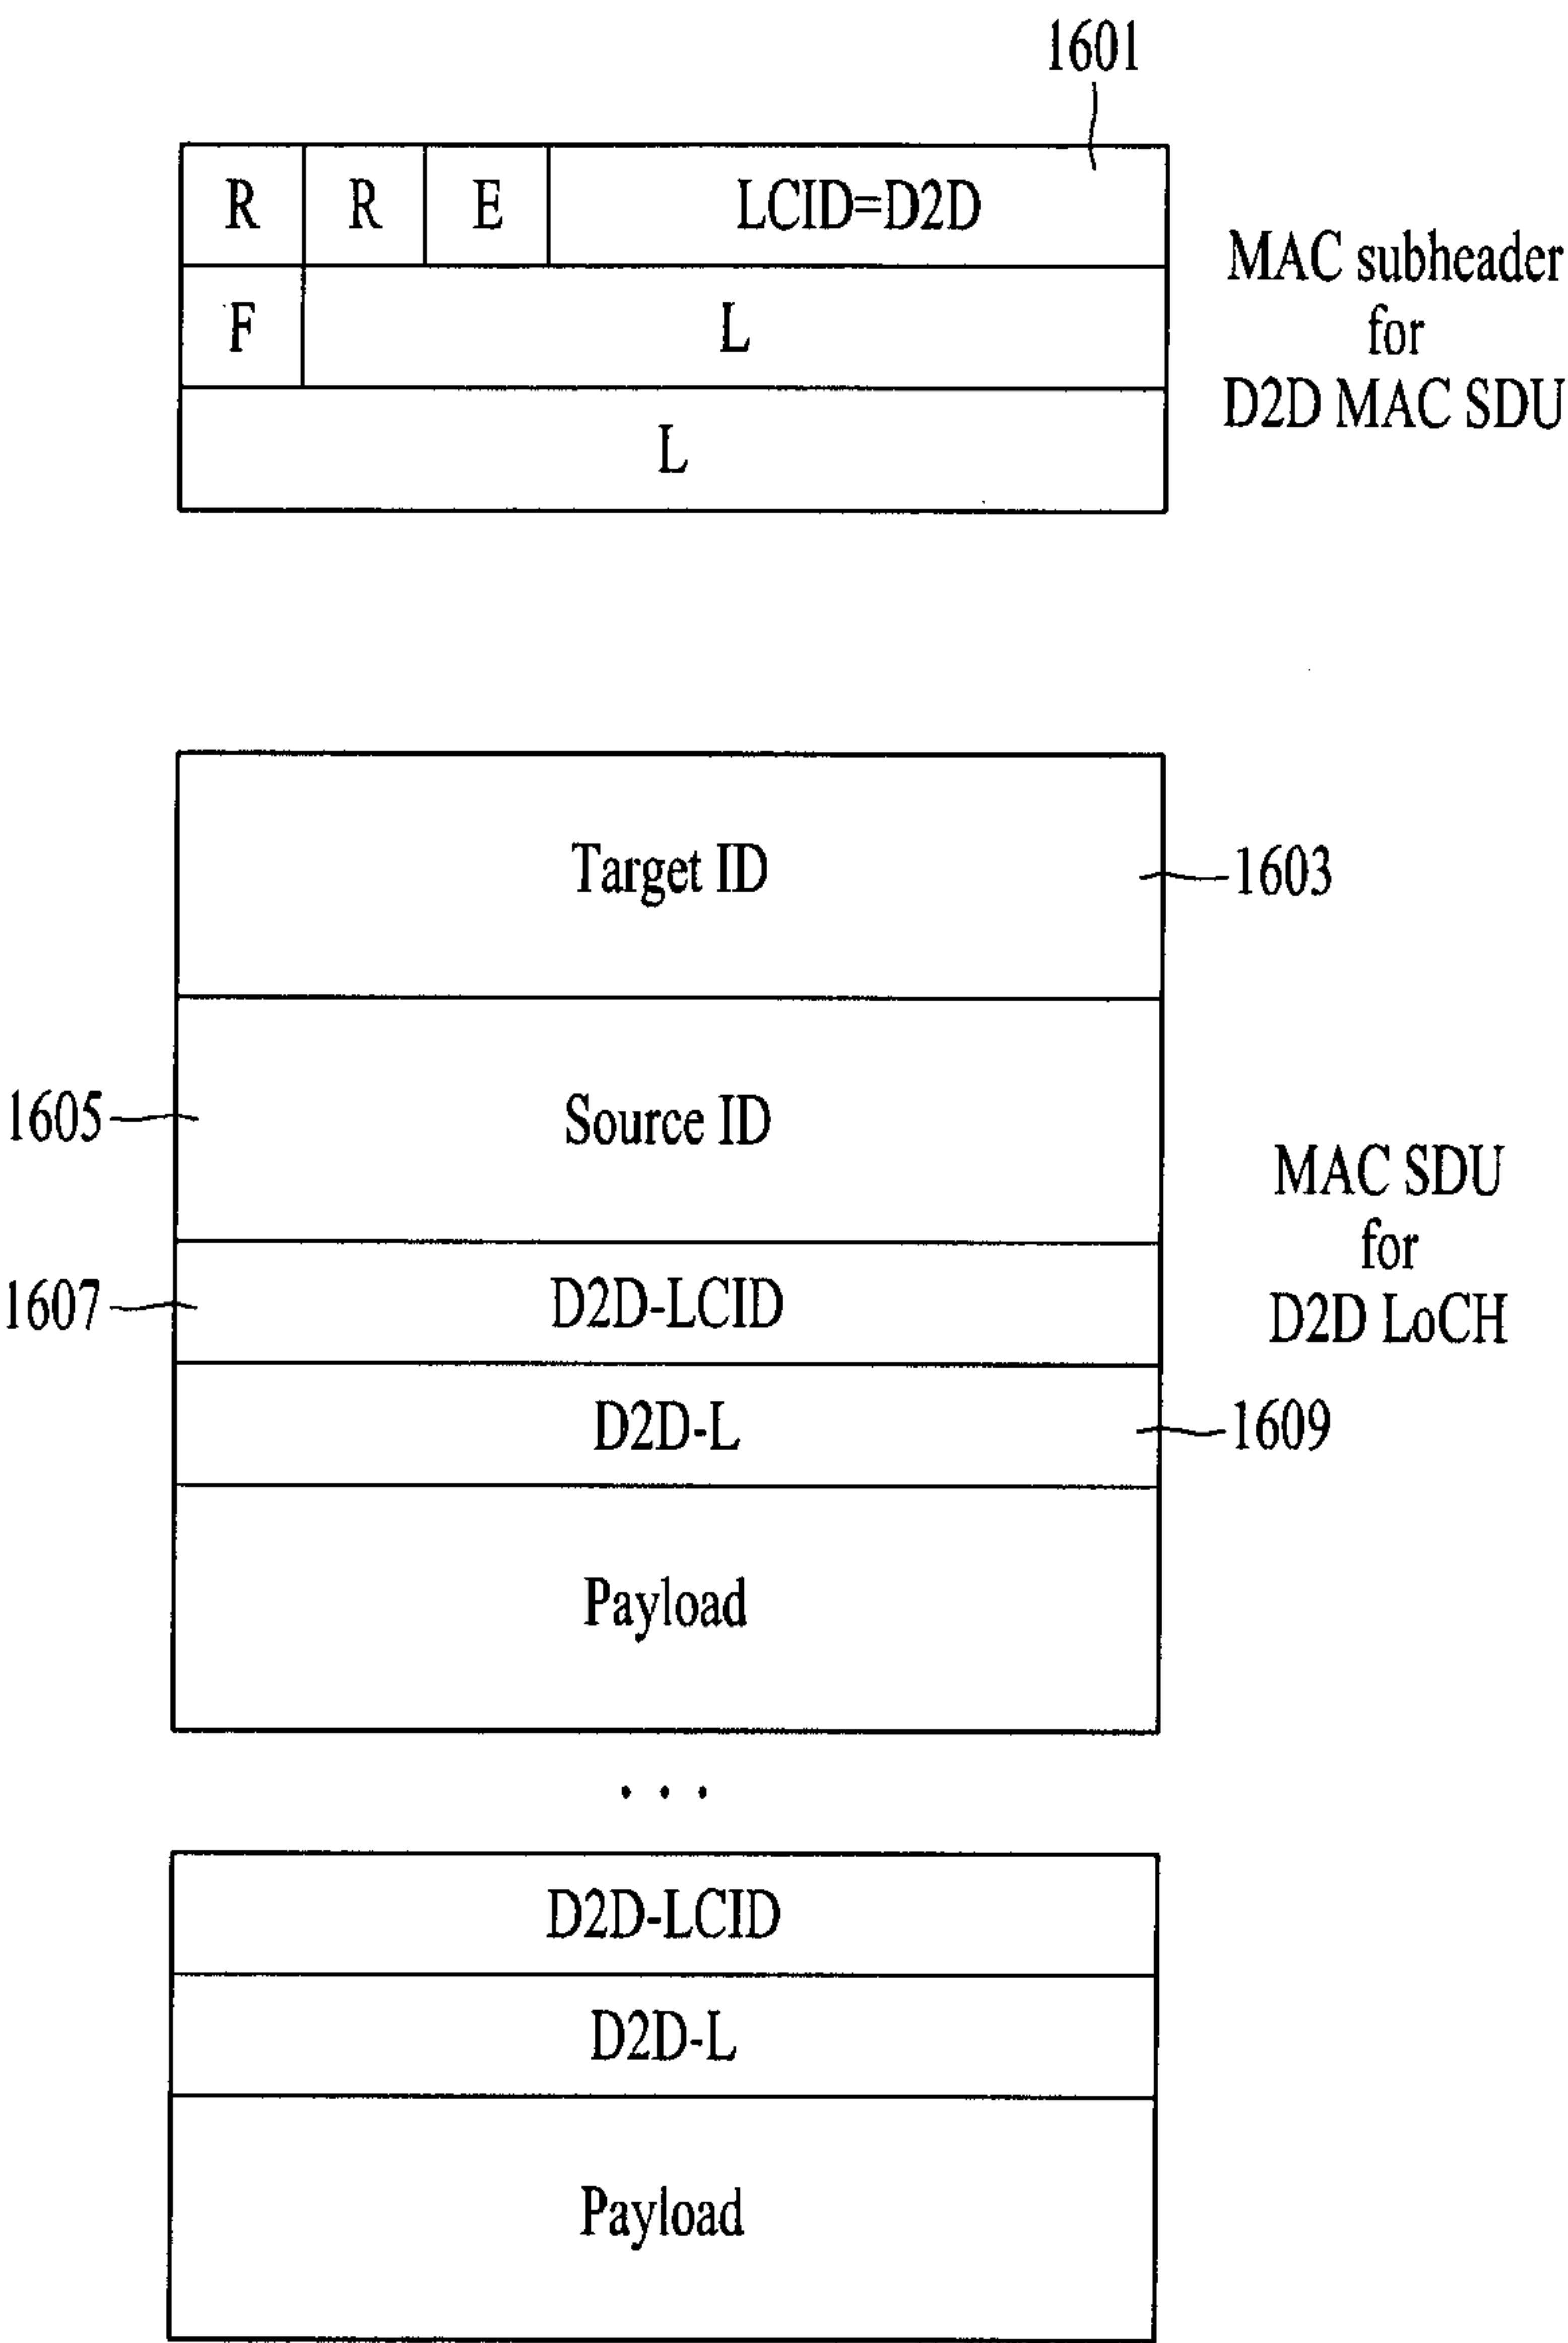 1601
R R E LCID=D2D
F L
L
MAC subheader
for
D2D MAC SDU
Target ID
1603
1605
Source ID
1607
D2D-LCID
D2D-L
1609
Payload
MAC SDU
for
D2D LoCH
. . .
D2D-LCID
D2D-L
Payload